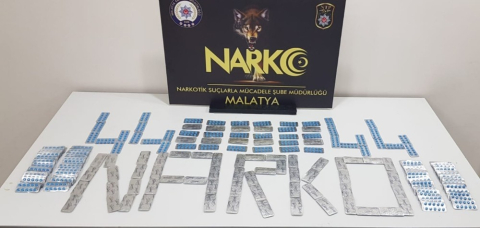 NARKO
NARKOTİK SUÇLARLA MÜCADELE ŞUBE MÜDÜRLÜĞÜ
MALATYA
44 44
NARKO